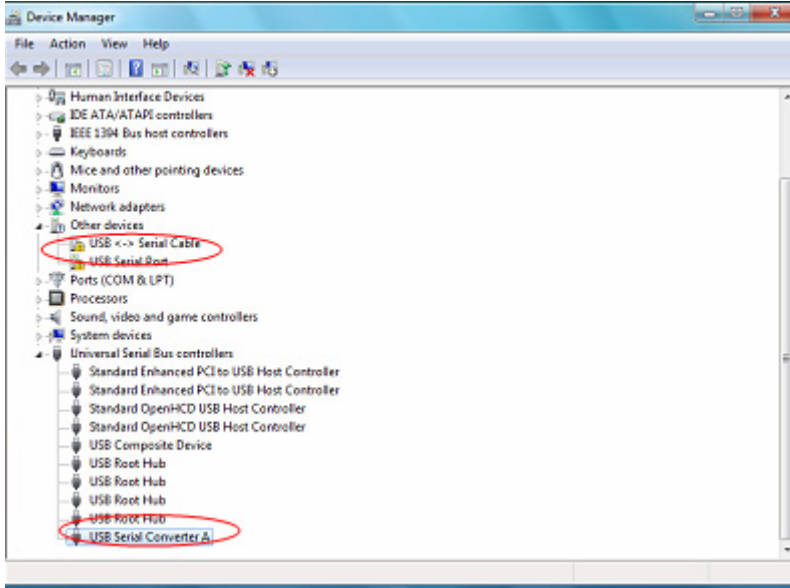 Device Manager
File Action View Help
Human Interface Devices
IDE ATA/ATAPI controllers
IEEE 1394 Bus host controllers
Keyboards
Mice and other pointing devices
Monitors
Network adapters
Other devices
USB <-> Serial Cable
USB Serial Port
Ports (COM & LPT)
Processors
Sound, video and game controllers
System devices
Universal Serial Bus controllers
Standard Enhanced PCI to USB Host Controller
Standard Enhanced PCI to USB Host Controller
Standard OpenHCD USB Host Controller
Standard OpenHCD USB Host Controller
USB Composite Device
USB Root Hub
USB Root Hub
USB Root Hub
USB Root Hub
USB Serial Converter A